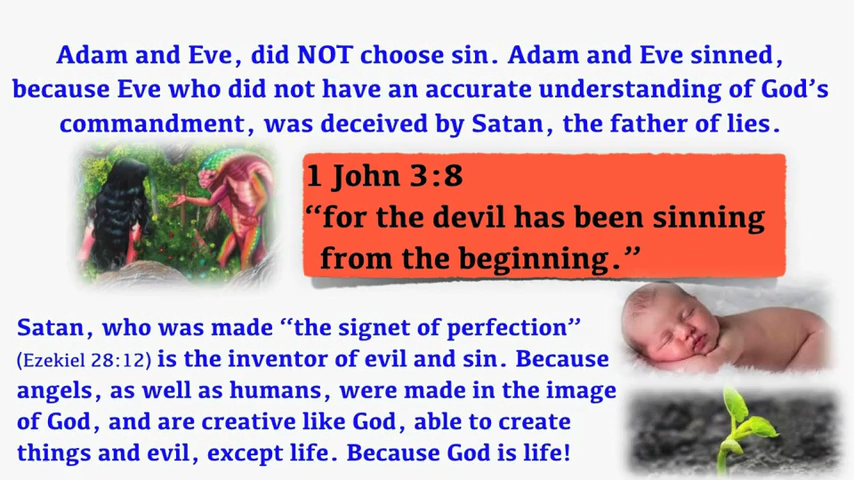 Adam and Eve, did NOT choose sin. Adam and Eve sinned,
because Eve who did not have an accurate understanding of God's
commandment, was deceived by Satan, the father of lies.
1 John 3:8
“for the devil has been sinning
from the beginning.”
Satan, who was made “the signet of perfection”
(Ezekiel 28:12) is the inventor of evil and sin. Because
angels, as well as humans, were made in the image
of God, and are creative like God, able to create
things and evil, except life. Because God is life!